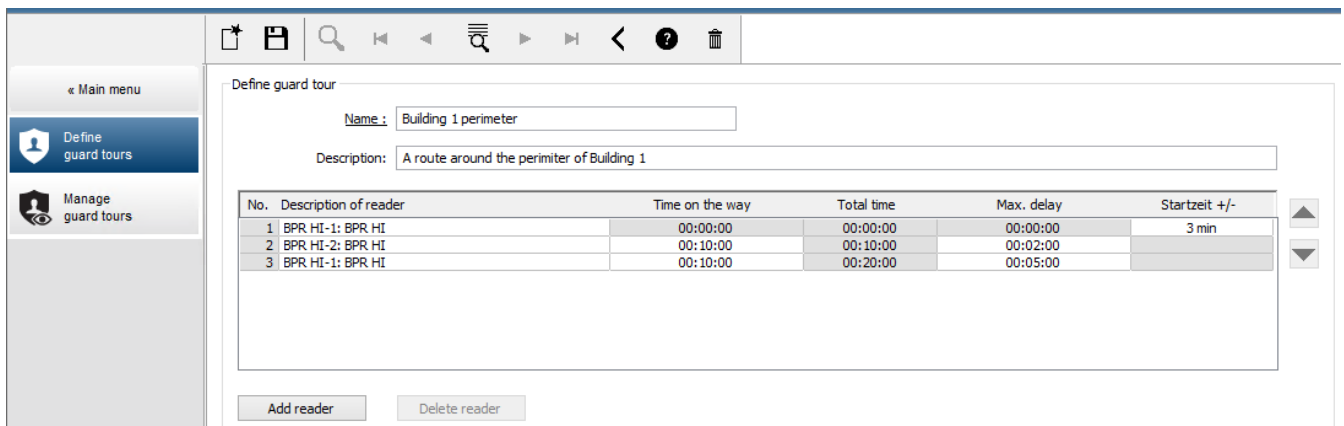 « Main menu
Define
guard tours
Manage
guard tours
Define guard tour
Name : Building 1 perimeter
Description: A route around the perimiter of Building 1
No. Description of reader Time on the way Total time Max. delay Startzeit +/-
1 BPR HI-1: BPR HI 00:00:00 00:00:00 00:00:00 3 min
2 BPR HI-2: BPR HI 00:10:00 00:10:00 00:02:00
3 BPR HI-1: BPR HI 00:10:00 00:20:00 00:05:00
Add reader Delete reader